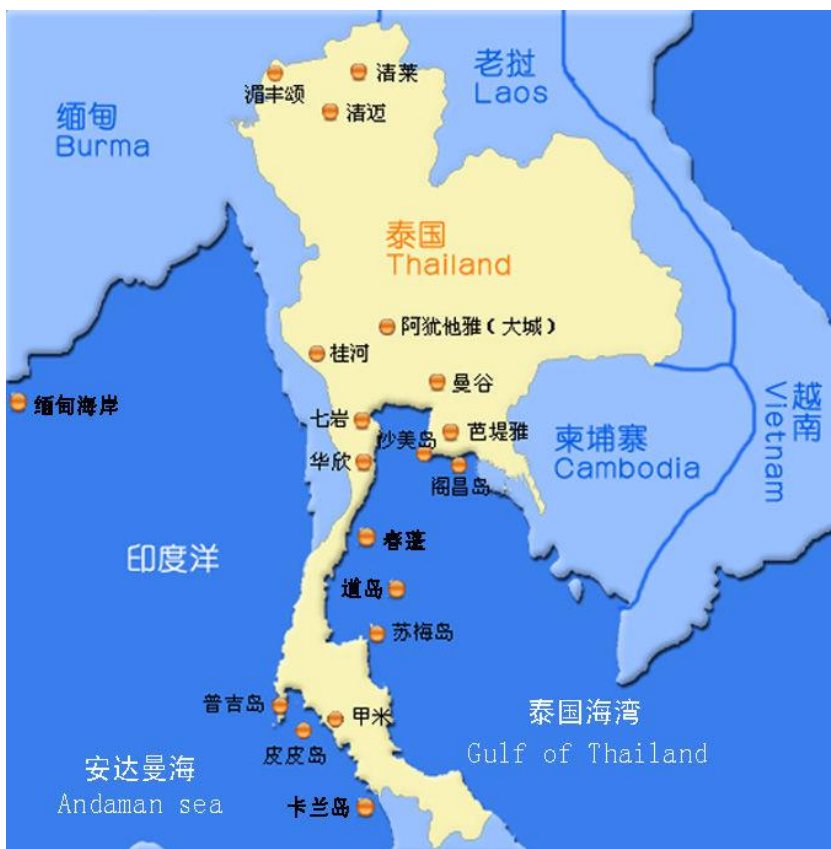 老挝
Laos
清莱
湄丰颂
清迈
缅甸
Burma
泰国
Thailand
阿犹他雅（大城）
桂河
曼谷
缅甸海岸
越南
Vietnam
七岩
芭堤雅
沙美岛
柬埔寨
Cambodia
华欣
阁昌岛
春蓬
印度洋
道岛
苏梅岛
普吉岛
甲米
泰国海湾
Gulf of Thailand
皮皮岛
安达曼海
Andaman sea
卡兰岛